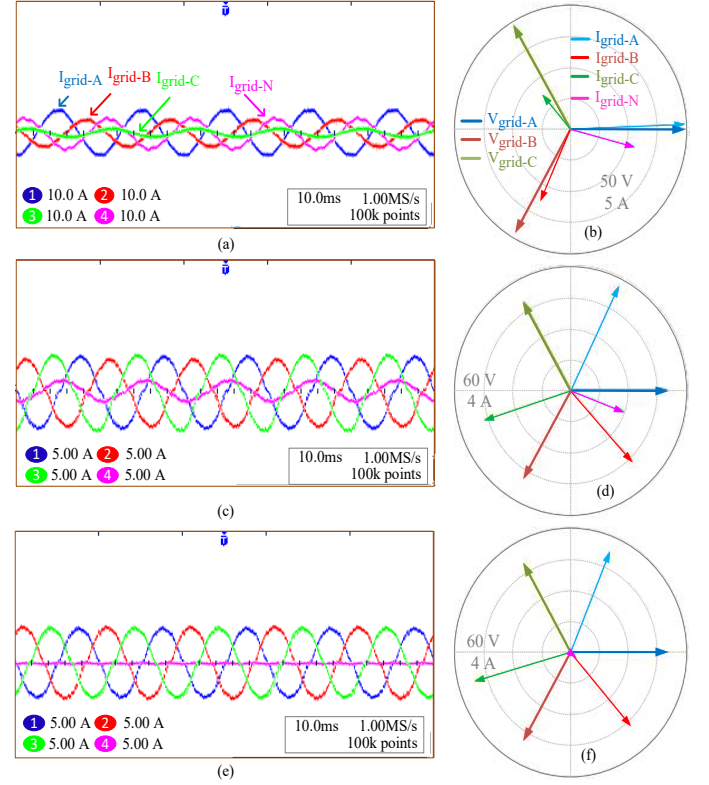 T
Igrid-A
Igrid-B
Igrid-C
Igrid-N
1 10.0 A 2 10.0 A
3 10.0 A 4 10.0 A
10.0ms 1.00MS/s
100k points
(a)
Igrid-A
Igrid-B
Igrid-C
Igrid-N
Vgrid-A
Vgrid-B
Vgrid-C
50 V
5 A
(b)
T
1 5.00 A 2 5.00 A
3 5.00 A 4 5.00 A
10.0ms 1.00MS/s
100k points
(c)
60 V
4 A
(d)
T
1 5.00 A 2 5.00 A
3 5.00 A 4 5.00 A
10.0ms 1.00MS/s
100k points
(e)
60 V
4 A
(f)